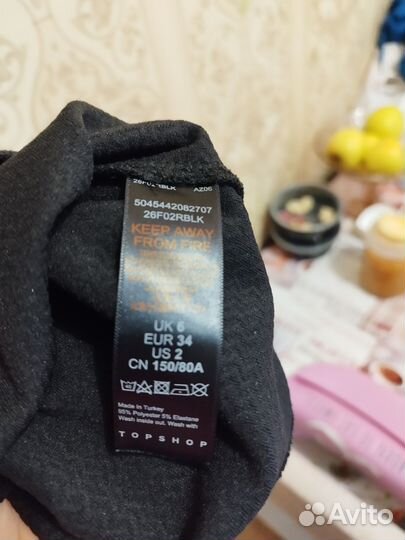 26F02RBLK AZ06
5045442082707
26F02RBLK
KEEP AWAY
FROM FIRE
UK 6
EUR 34
US 2
CN 150/80A
Made in Turkey
95% Polyester 5% Elastane
Wash inside out. Wash with
TOPSHOP
Avito